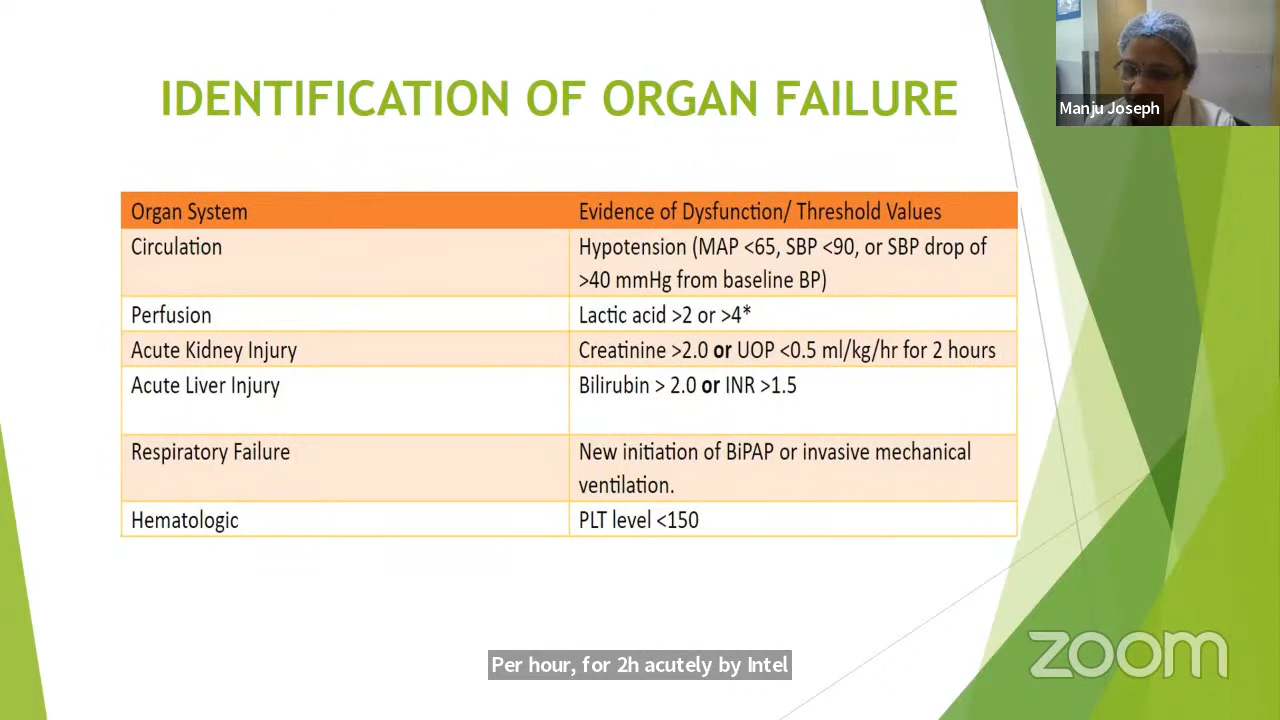 IDENTIFICATION OF ORGAN FAILURE
Manju Joseph
Organ System
Evidence of Dysfunction/ Threshold Values
Circulation
Hypotension (MAP <65, SBP <90, or SBP drop of
>40 mmHg from baseline BP)
Perfusion
Lactic acid >2 or >4*
Acute Kidney Injury
Creatinine >2.0 or UOP <0.5 ml/kg/hr for 2 hours
Acute Liver Injury
Bilirubin > 2.0 or INR >1.5
Respiratory Failure
New initiation of BiPAP or invasive mechanical
ventilation.
Hematologic
PLT level <150
zoom
Per hour, for 2h acutely by Intel